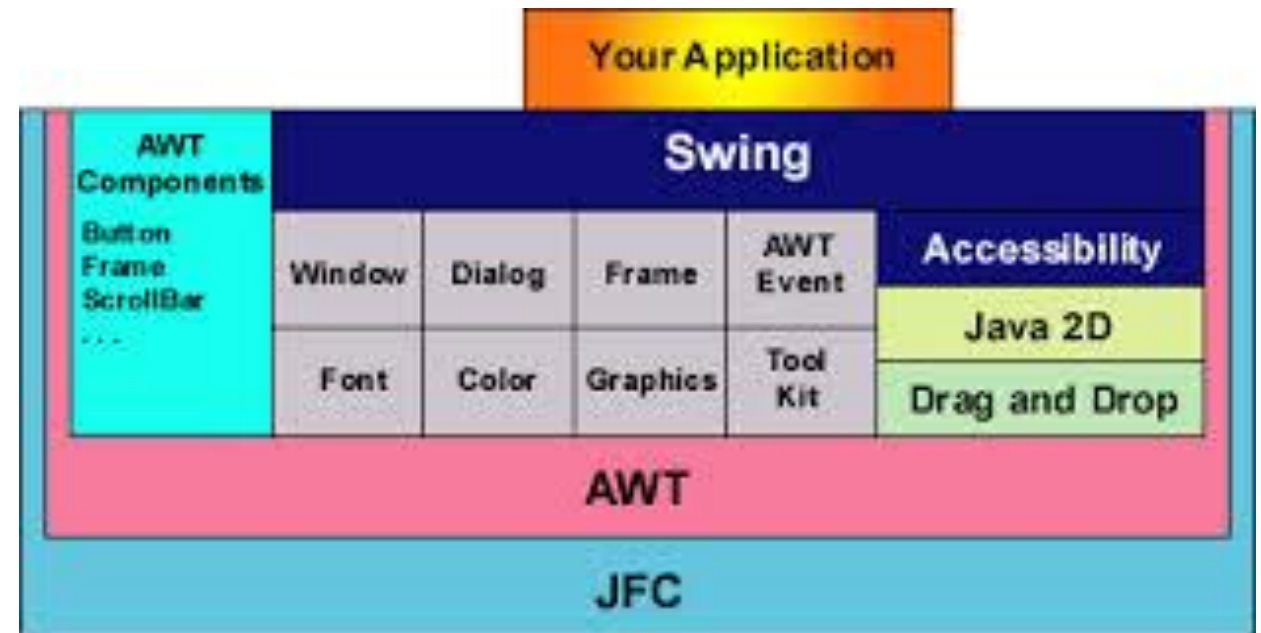 Your Application
AWT
Components
Button
Frame
ScrollBar
. . .
Swing
Window
Dialog
Frame
AWT
Event
Accessibility
Java 2D
Font
Color
Graphics
Tool
Kit
Drag and Drop
AWT
JFC